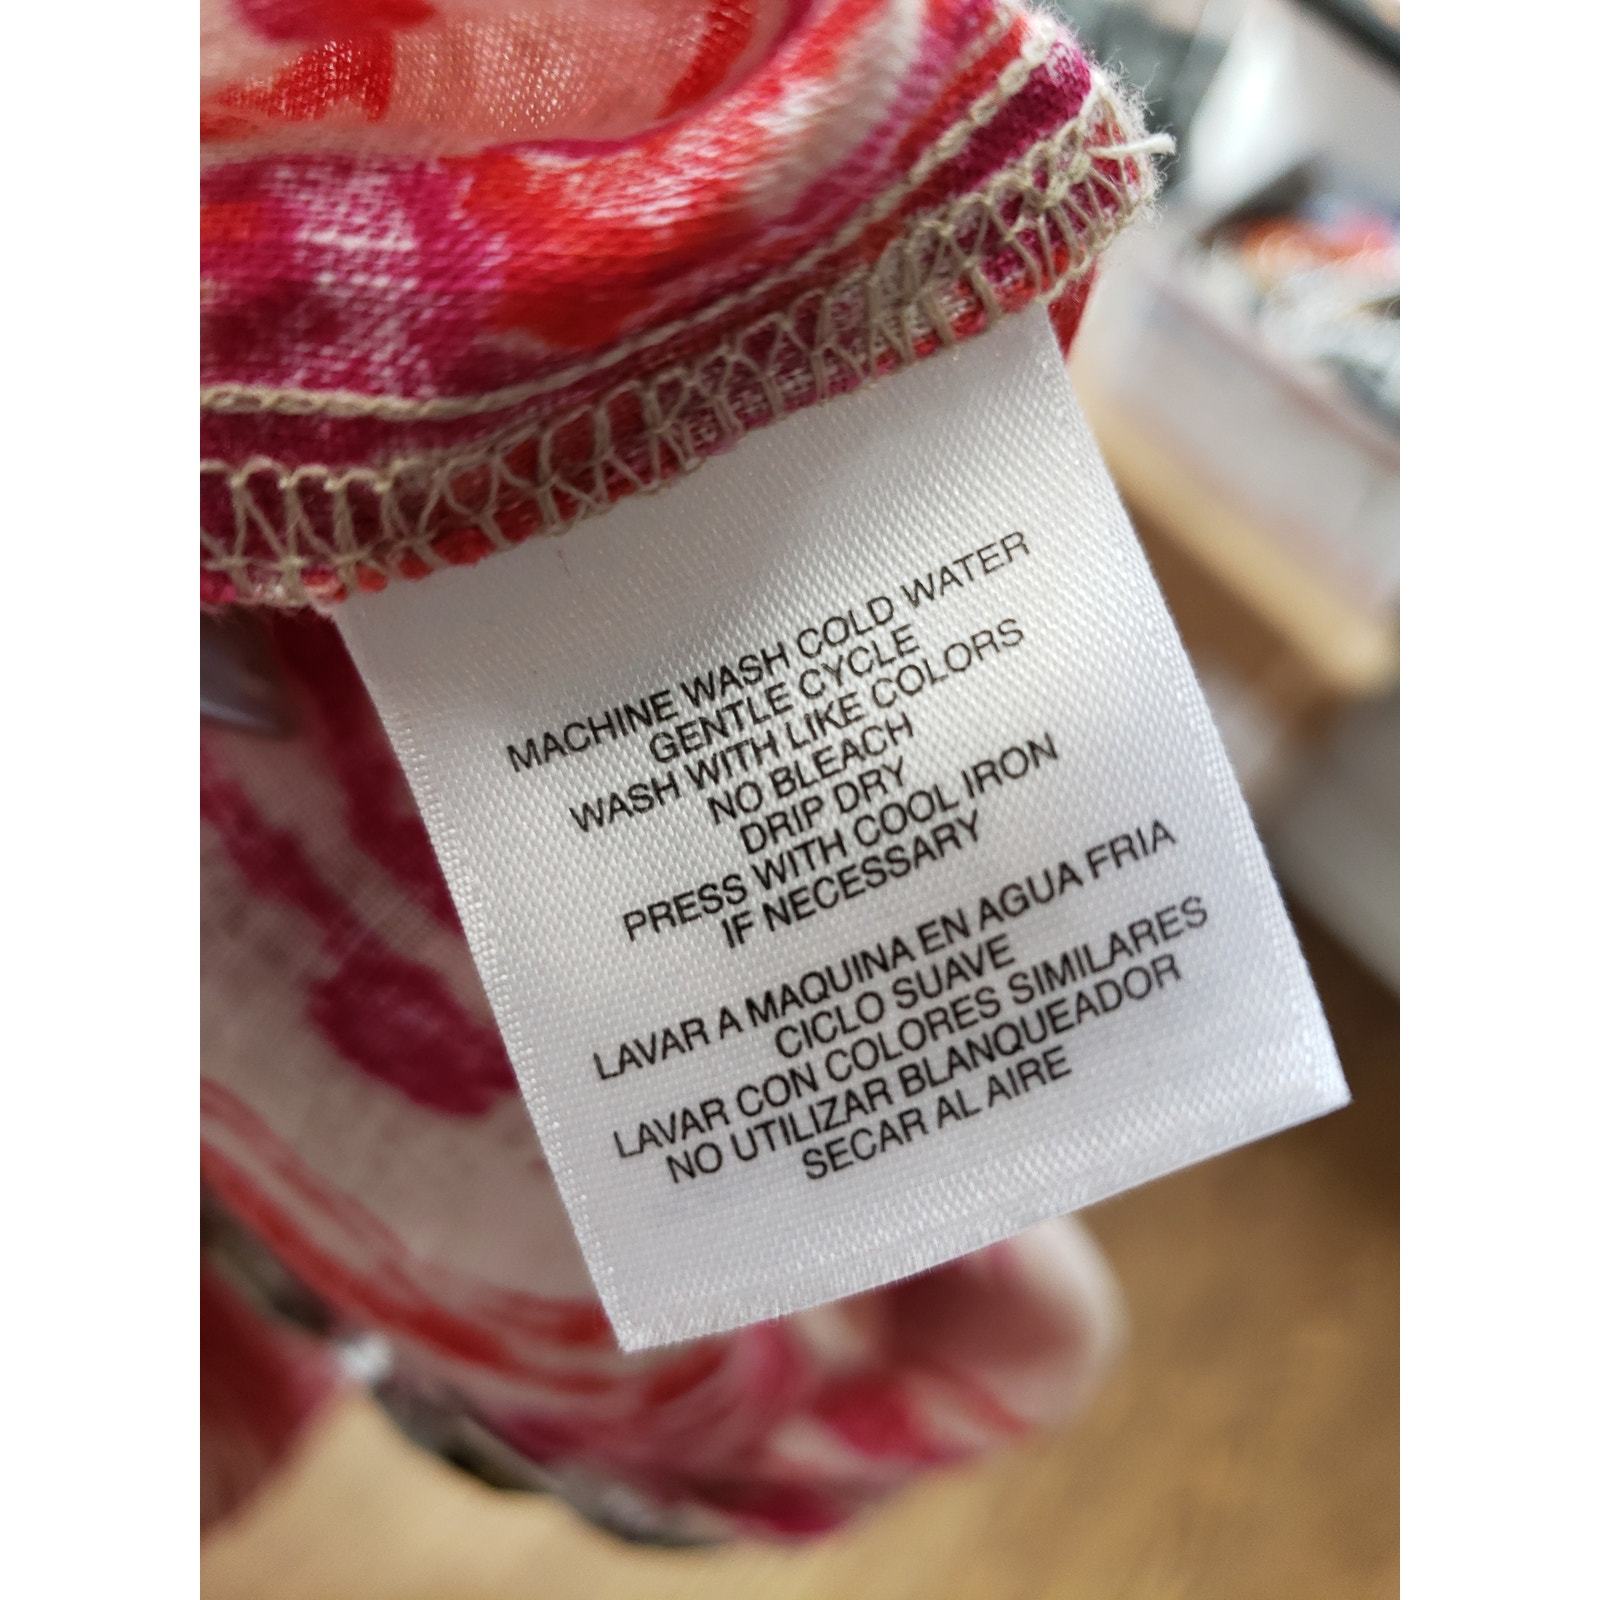 MACHINE WASH COLD WATER
GENTLE CYCLE
WASH WITH LIKE COLORS
NO BLEACH
DRIP DRY
PRESS WITH COOL IRON
IF NECESSARY
LAVAR A MAQUINA EN AGUA FRIA
CICLO SUAVE
LAVAR CON COLORES SIMILARES
NO UTILIZAR BLANQUEADOR
SECAR AL AIRE